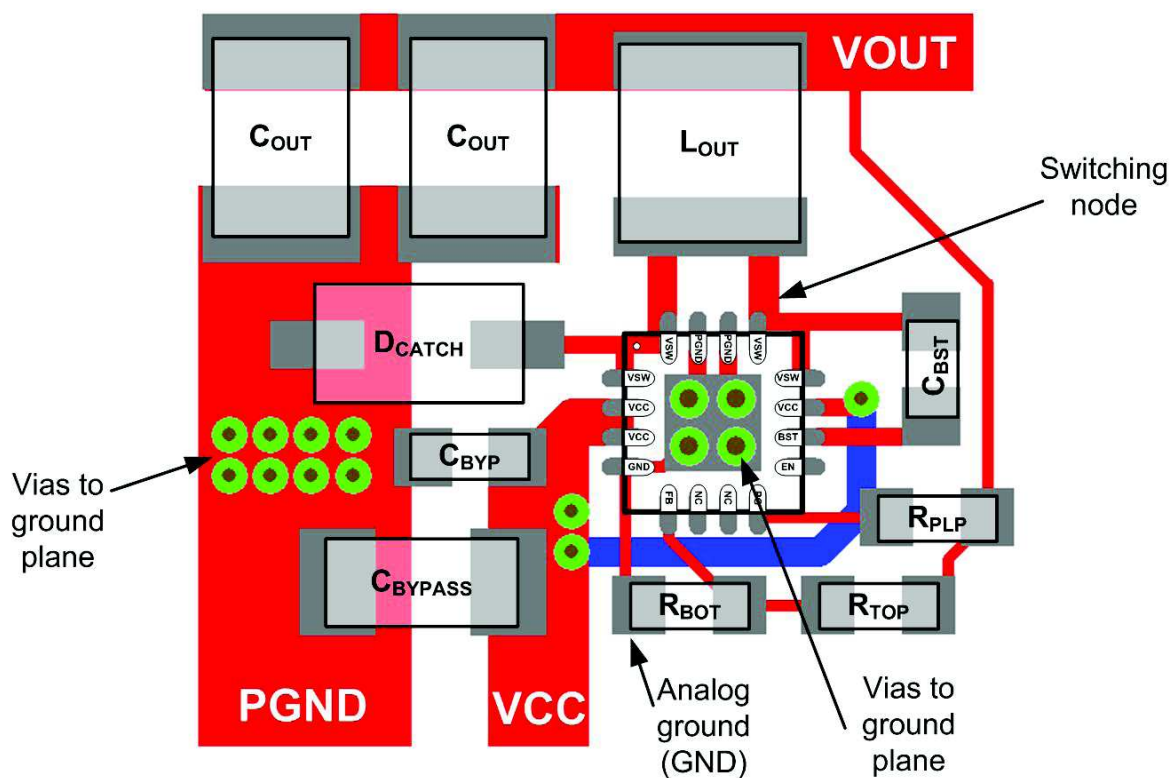 VOUT
COUT
COUT
LOUT
Switching
node
DCATCH
CBST
VSW
PGND
PGND
VSW
VSW
VSW
VCC
VCC
VCC
BST
GND
EN
FB
NC
NC
CBYP
Vias to
ground
plane
RPLP
CBYPASS
RBOT
RTOP
PGND
VCC
Analog
ground
(GND)
Vias to
ground
plane